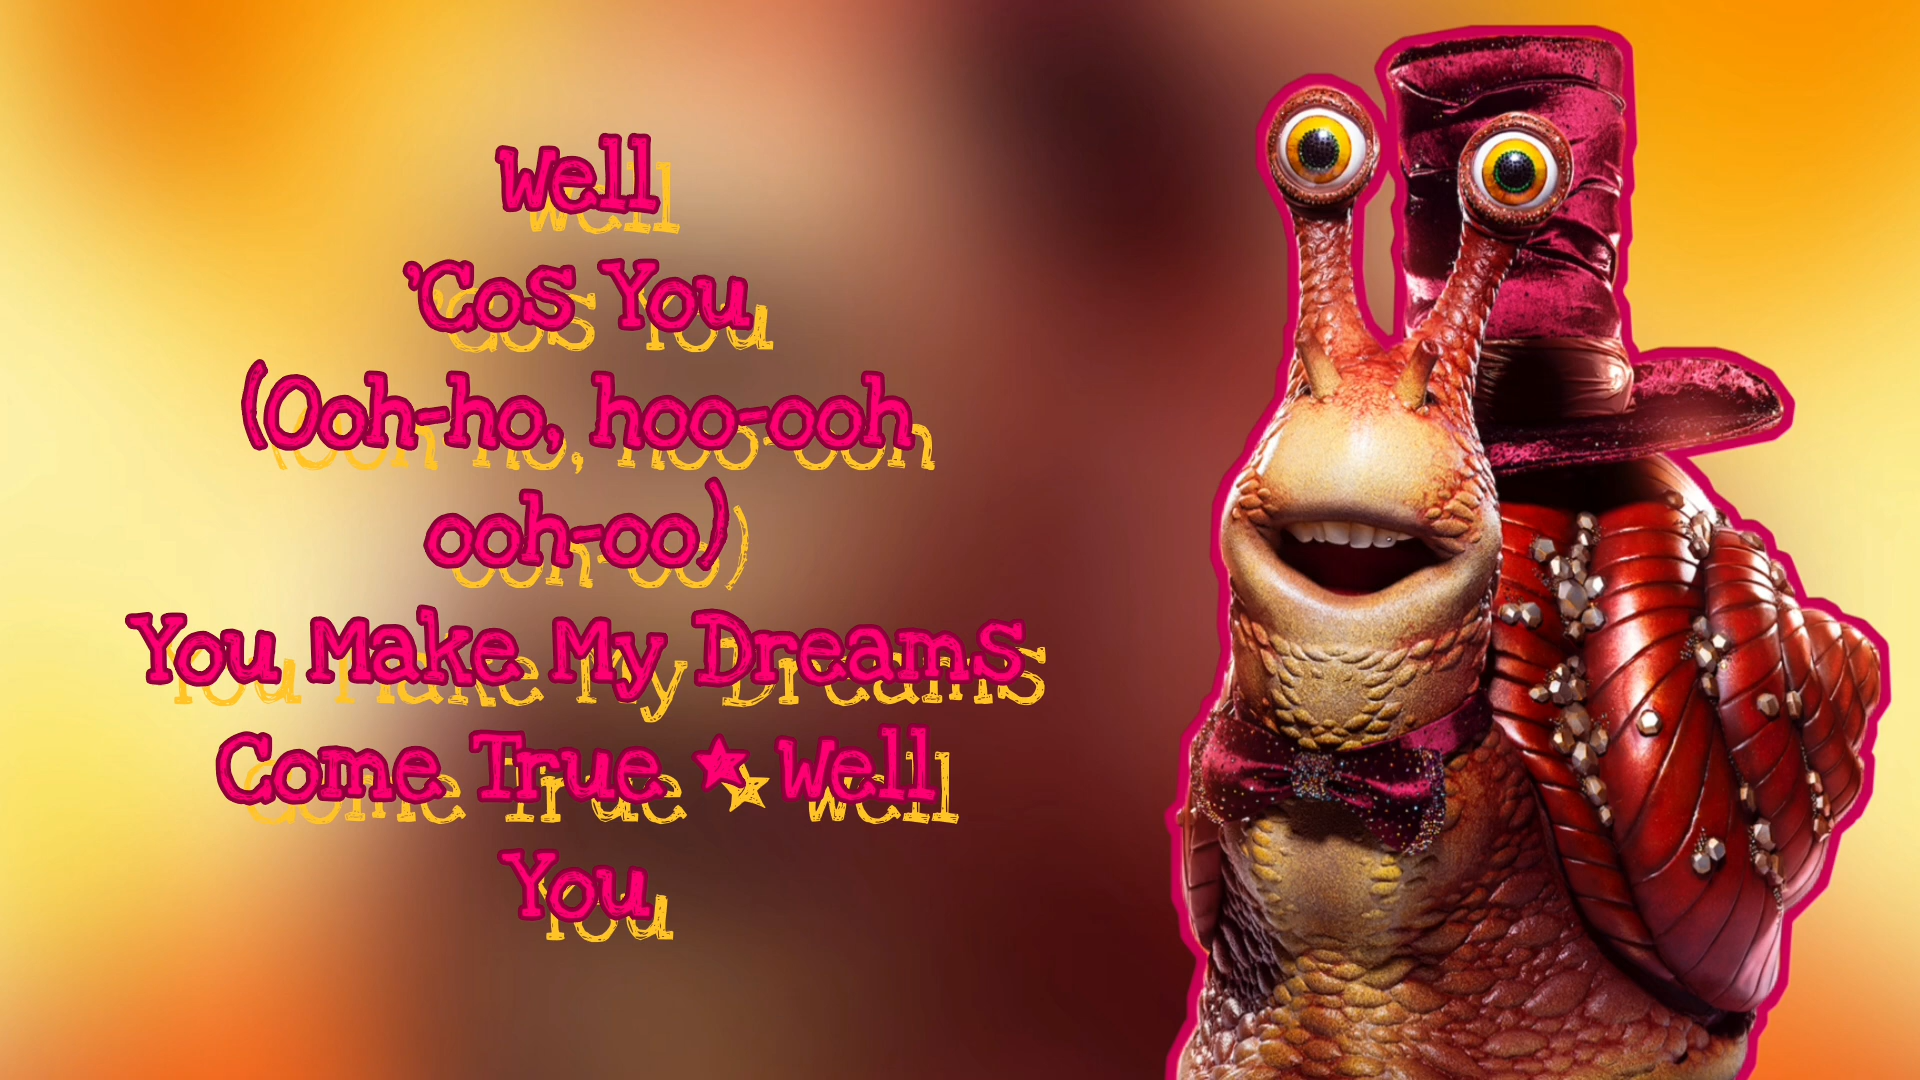 Well
'Cos You
(Ooh-ho, hoo-ooh
ooh-oo)
You Make My Dreams
Come True ★ Well
You